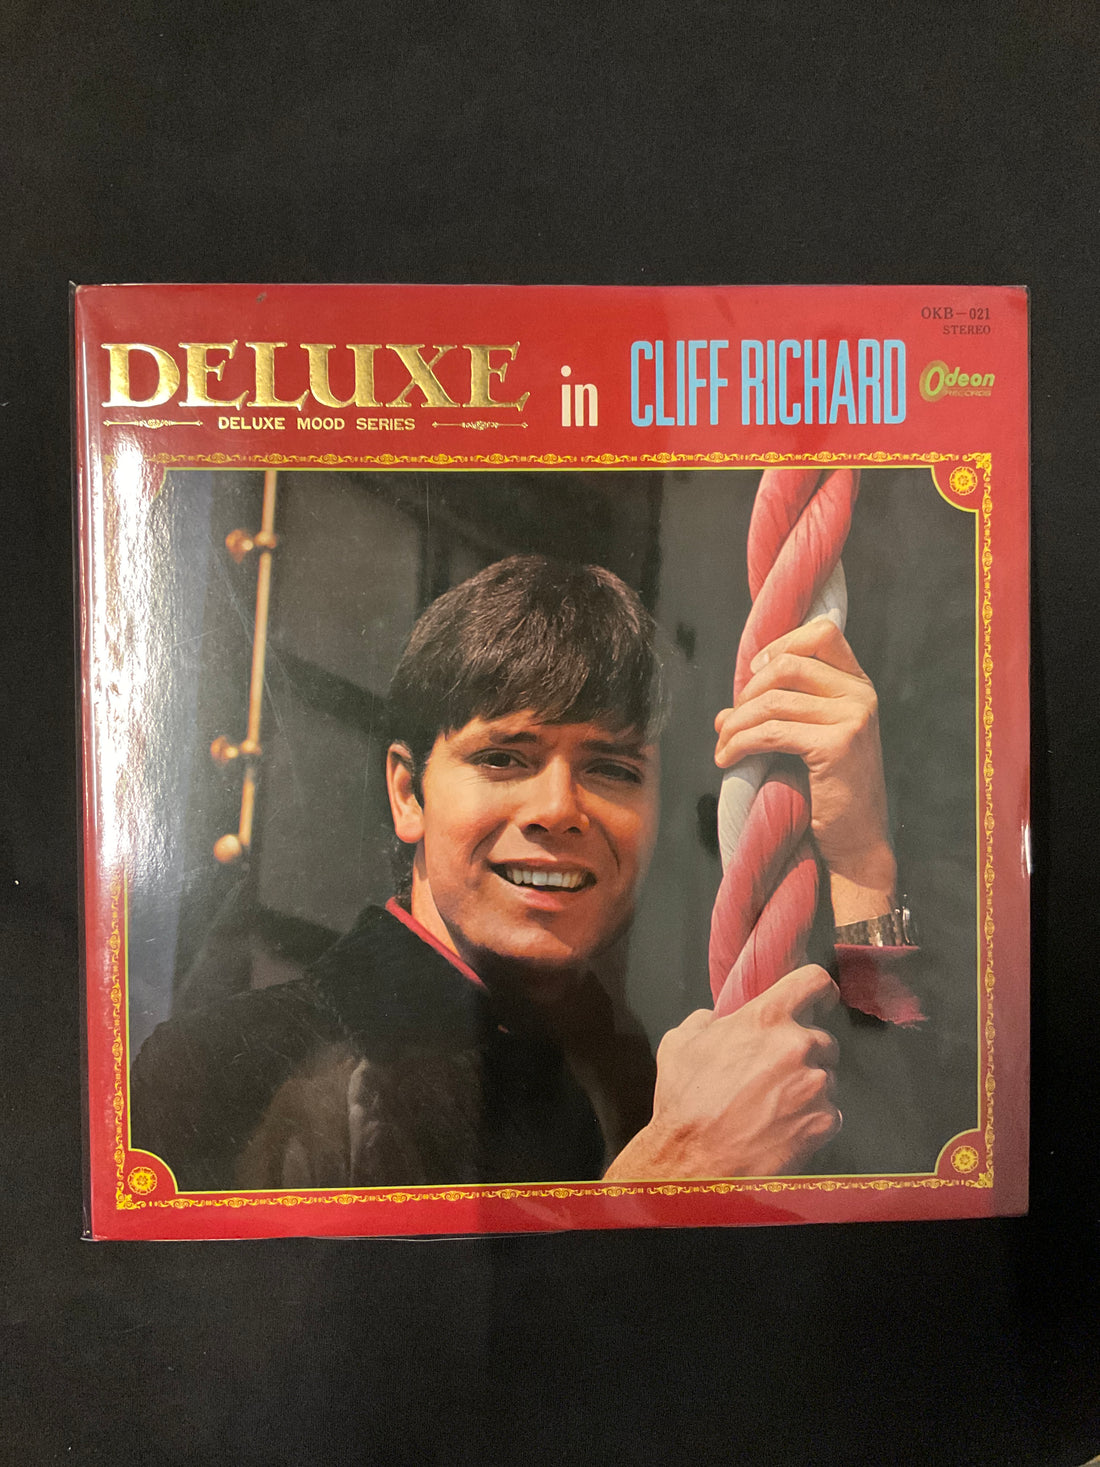 OKB-021
STEREO
DELUXE in CLIFF RICHARD
Odeon
RECORDS
DELUXE MOOD SERIES